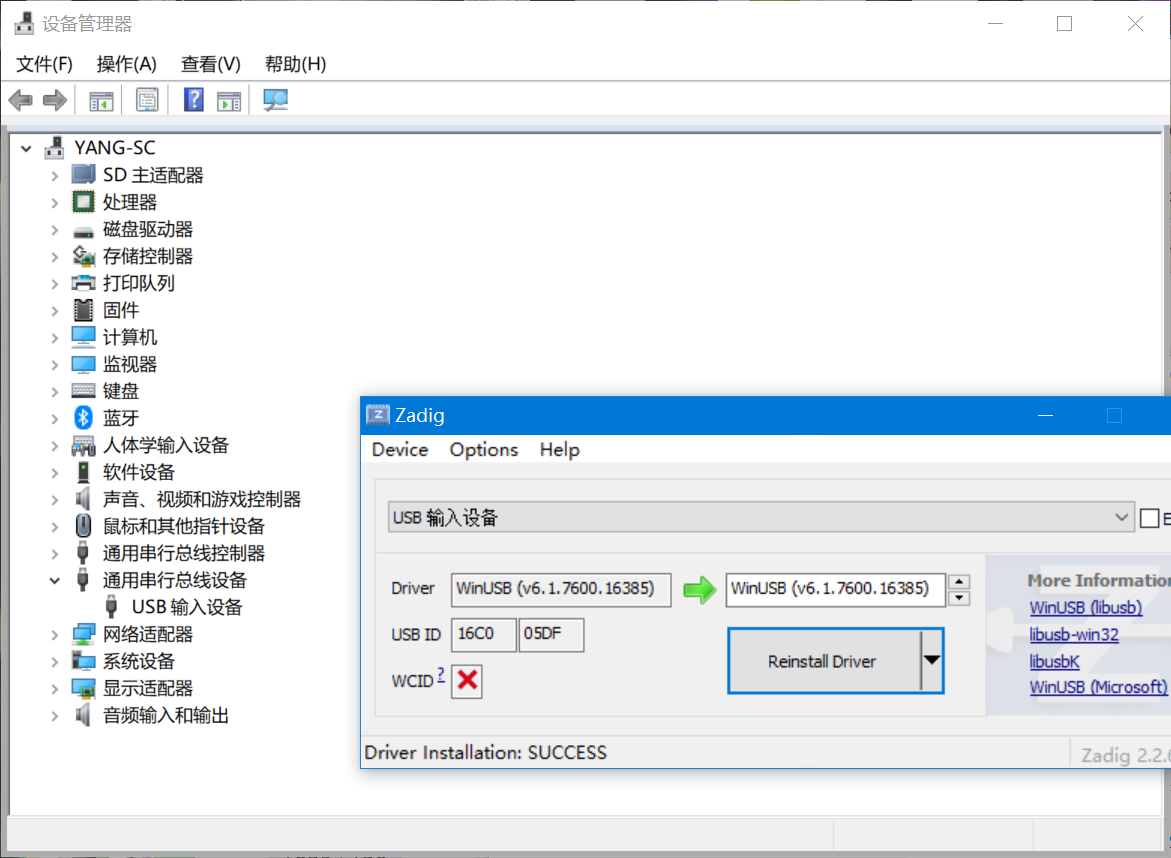 设备管理器
文件(F) 操作(A) 查看(V) 帮助(H)
YANG-SC
SD 主适配器
处理器
磁盘驱动器
存储控制器
打印队列
固件
计算机
监视器
键盘
蓝牙
人体学输入设备
软件设备
声音、视频和游戏控制器
鼠标和其他指针设备
通用串行总线控制器
通用串行总线设备
USB 输入设备
网络适配器
系统设备
显示适配器
音频输入和输出
Zadig
Device Options Help
USB 输入设备
Driver WinUSB (v6.1.7600.16385) WinUSB (v6.1.7600.16385)
USB ID 16C0 05DF
WCID ?
Reinstall Driver
More Informatio
WinUSB (libusb)
libusb-win32
libusbK
WinUSB (Microsoft)
Driver Installation: SUCCESS
Zadig 2.2.